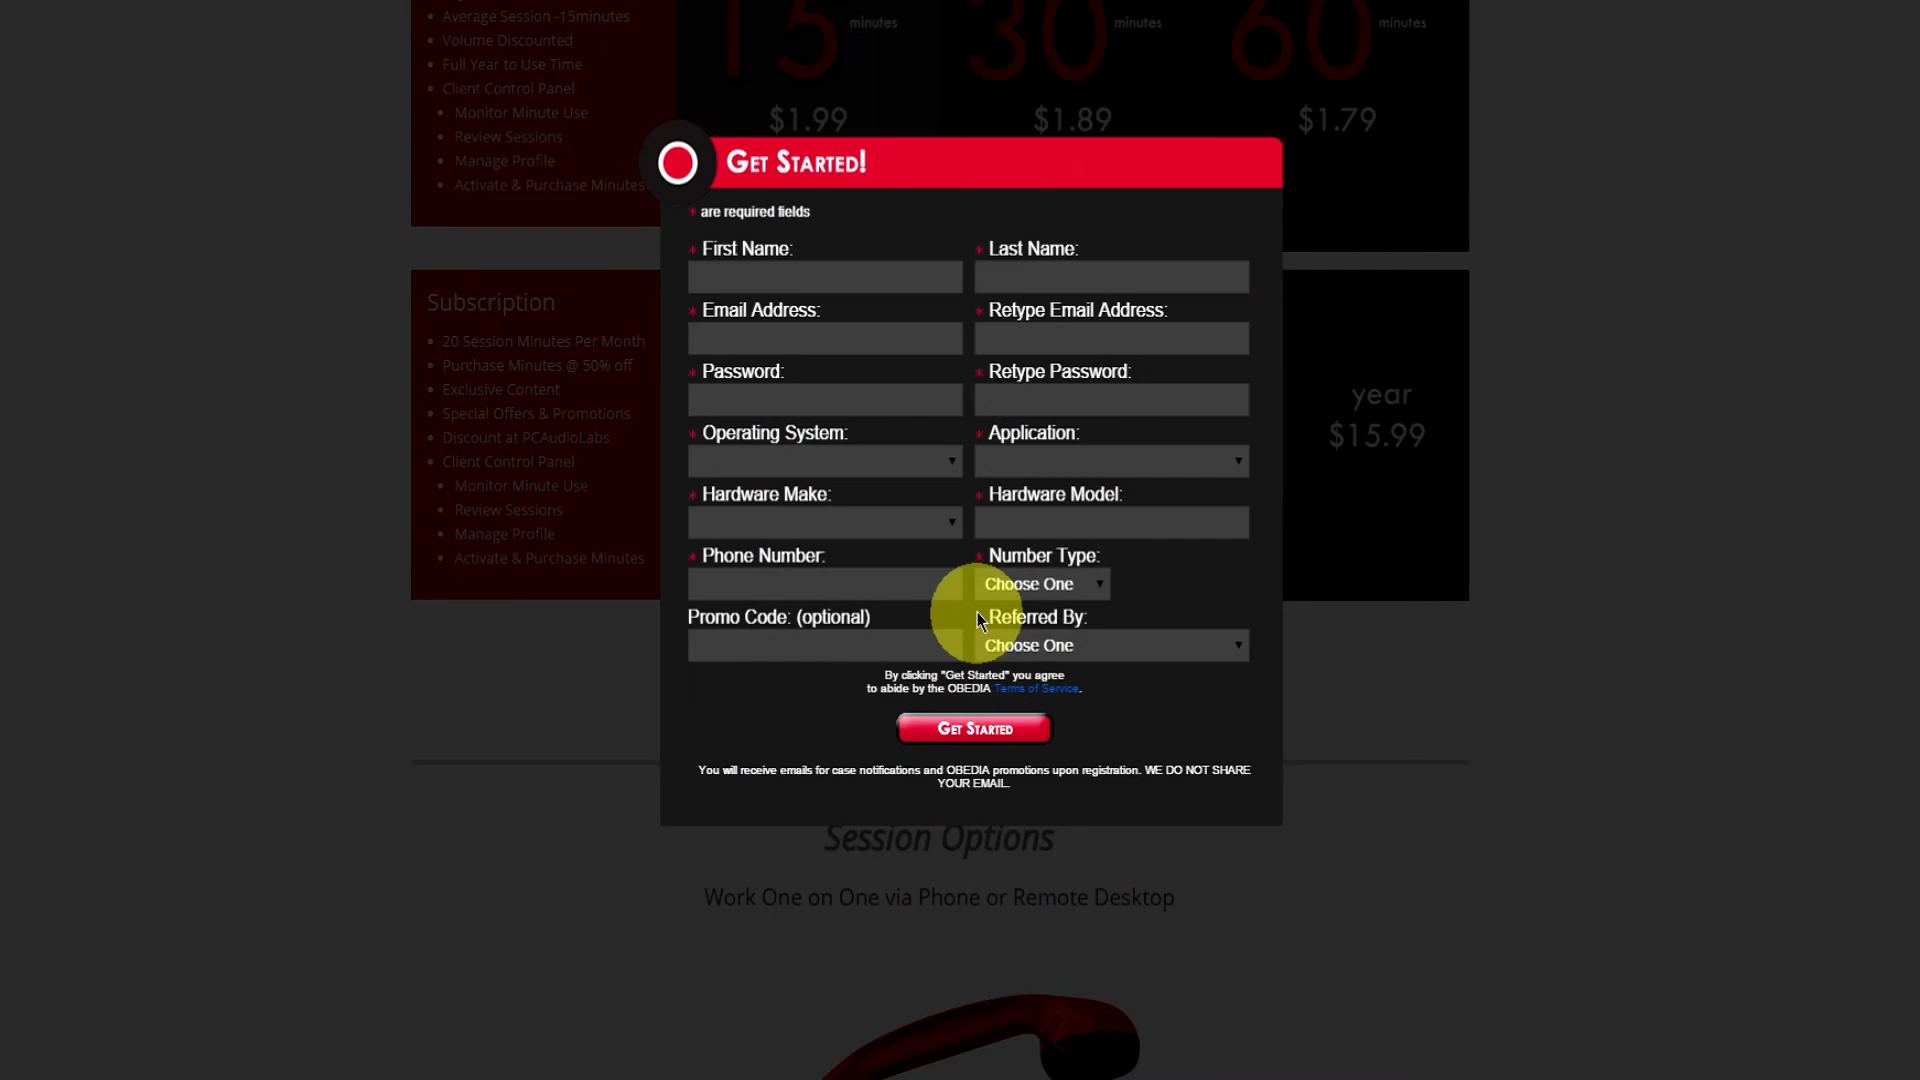 Average Session -15minutes
Volume Discounted
Full Year to Use Time
Client Control Panel
Monitor Minute Use
Review Sessions
Manage Profile
Activate & Purchase Minutes
15 minutes
30 minutes
60 minutes
$1.99
$1.89
$1.79
Get Started!
* are required fields
* First Name:
* Last Name:
* Email Address:
* Retype Email Address:
* Password:
* Retype Password:
* Operating System:
* Application:
* Hardware Make:
* Hardware Model:
* Phone Number:
* Number Type:
Choose One
Promo Code: (optional)
Referred By:
Choose One
By clicking "Get Started" you agree
to abide by the OBEDIA Terms of Service.
Get Started
You will receive emails for case notifications and OBEDIA promotions upon registration. WE DO NOT SHARE
YOUR EMAIL.
Subscription
20 Session Minutes Per Month
Purchase Minutes @ 50% off
Exclusive Content
Special Offers & Promotions
Discount at PCAudioLabs
Client Control Panel
Monitor Minute Use
Review Sessions
Manage Profile
Activate & Purchase Minutes
year
$15.99
Session Options
Work One on One via Phone or Remote Desktop